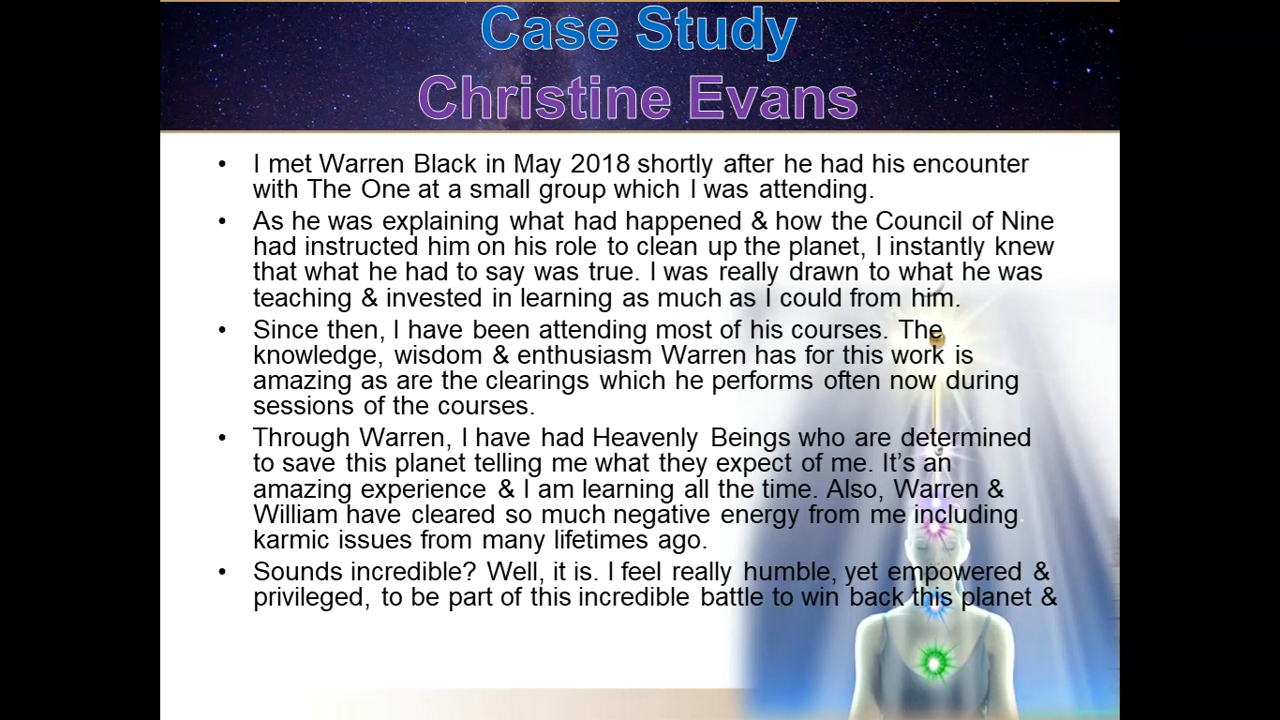 Case Study
Christine Evans
• I met Warren Black in May 2018 shortly after he had his encounter
with The One at a small group which I was attending.
• As he was explaining what had happened & how the Council of Nine
had instructed him on his role to clean up the planet, I instantly knew
that what he had to say was true. I was really drawn to what he was
teaching & invested in learning as much as I could from him.
• Since then, I have been attending most of his courses. The
knowledge, wisdom & enthusiasm Warren has for this work is
amazing as are the clearings which he performs often now during
sessions of the courses.
• Through Warren, I have had Heavenly Beings who are determined
to save this planet telling me what they expect of me. It’s an
amazing experience & I am learning all the time. Also, Warren &
William have cleared so much negative energy from me including
karmic issues from many lifetimes ago.
• Sounds incredible? Well, it is. I feel really humble, yet empowered &
privileged, to be part of this incredible battle to win back this planet &